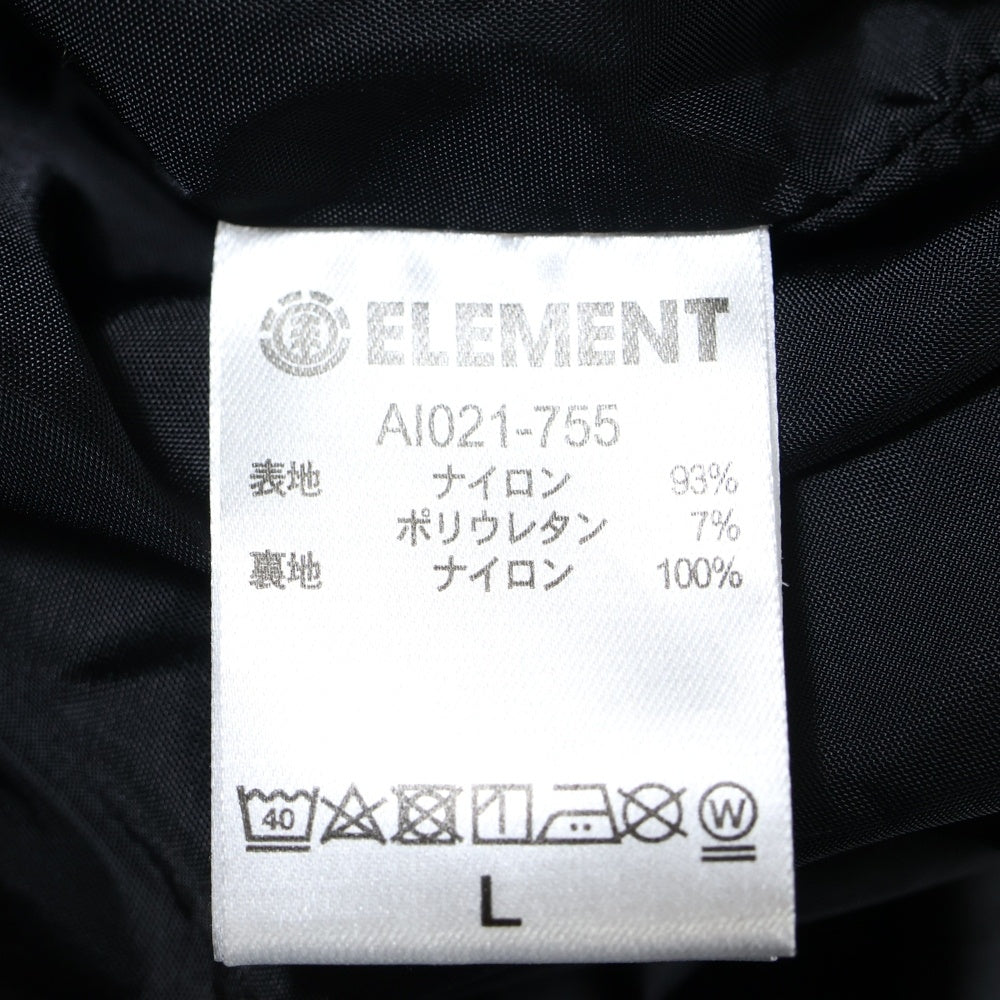 ELEMENT
AI021-755
表地 ナイロン 93%
ポリウレタン 7%
裏地 ナイロン 100%
40 W
L